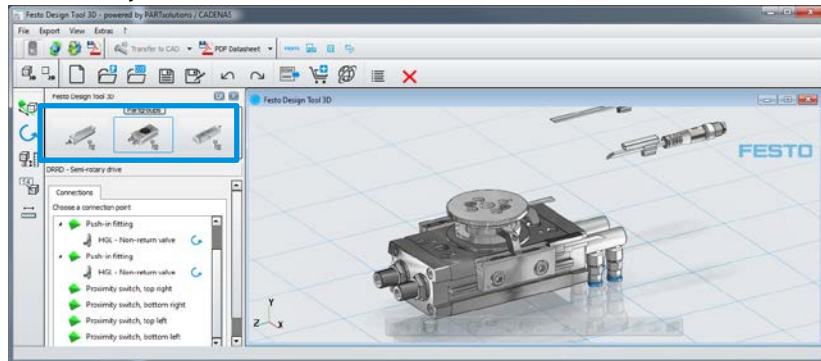 Festo Design Tool 3D - powered by PARTsolutions / CADENAS
File Export View Extras ?
Transfer to CAD PDF Datasheet FESTO
Festo Design Tool 3D
Partgroups
DRRD - Semi-rotary drive
Connections
Choose a connection point
Push-in fitting
HGL - Non-return valve
Push-in fitting
HGL - Non-return valve
Proximity switch, top right
Proximity switch, bottom right
Proximity switch, top left
Proximity switch, bottom left
Festo Design Tool 3D
FESTO
Y
Z X